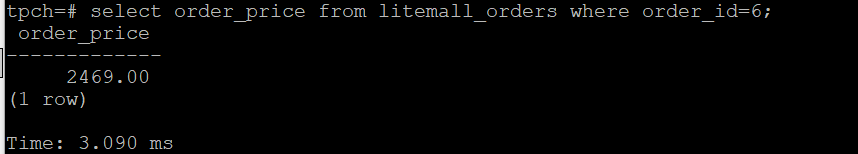 tpch=# select order_price from litemall_orders where order_id=6;
 order_price
-------------
     2469.00
(1 row)

Time: 3.090 ms